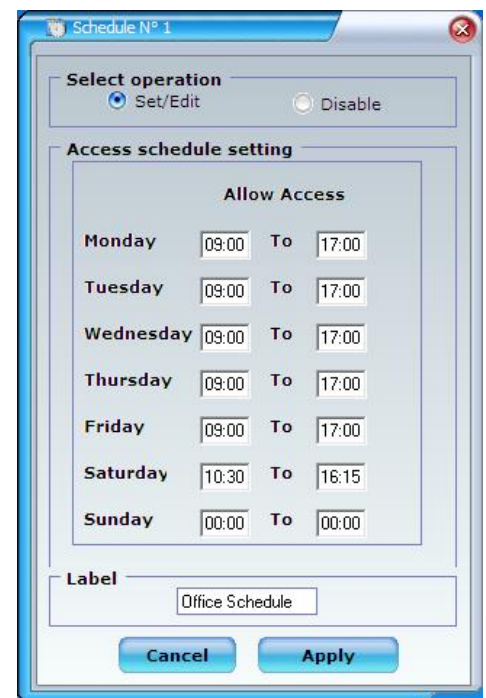 Schedule Nº 1
Select operation
Set/Edit Disable
Access schedule setting
Allow Access
Monday 09:00 To 17:00
Tuesday 09:00 To 17:00
Wednesday 09:00 To 17:00
Thursday 09:00 To 17:00
Friday 09:00 To 17:00
Saturday 10:30 To 16:15
Sunday 00:00 To 00:00
Label
Office Schedule
Cancel Apply